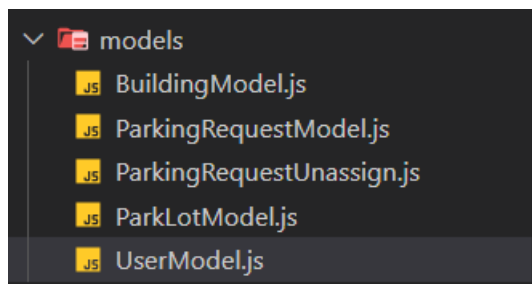 models
JS BuildingModel.js
JS ParkingRequestModel.js
JS ParkingRequestUnassign.js
JS ParkLotModel.js
JS UserModel.js